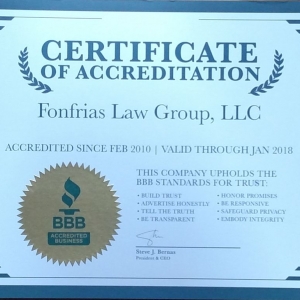 CERTIFICATE
OF ACCREDITATION
Fonfrias Law Group, LLC
ACCREDITED SINCE FEB 2010 | VALID THROUGH JAN 2018
THIS COMPANY UPHOLDS THE
BBB STANDARDS FOR TRUST:
• BUILD TRUST
• ADVERTISE HONESTLY
• TELL THE TRUTH
• BE TRANSPARENT
• HONOR PROMISES
• BE RESPONSIVE
• SAFEGUARD PRIVACY
• EMBODY INTEGRITY
BBB
ACCREDITED
BUSINESS
Steve J. Bernas
President & CEO